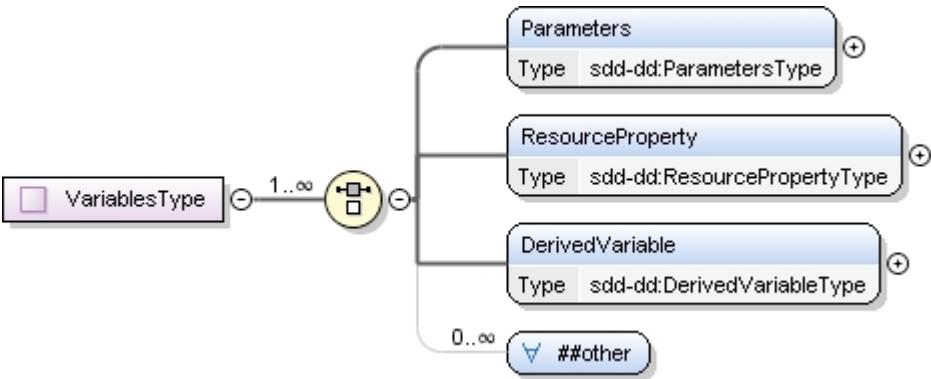 Parameters
Type sdd-dd:ParametersType
ResourceProperty
Type sdd-dd:ResourcePropertyType
VariablesType
1..∞
DerivedVariable
Type sdd-dd:DerivedVariableType
0..∞
∀ ##other